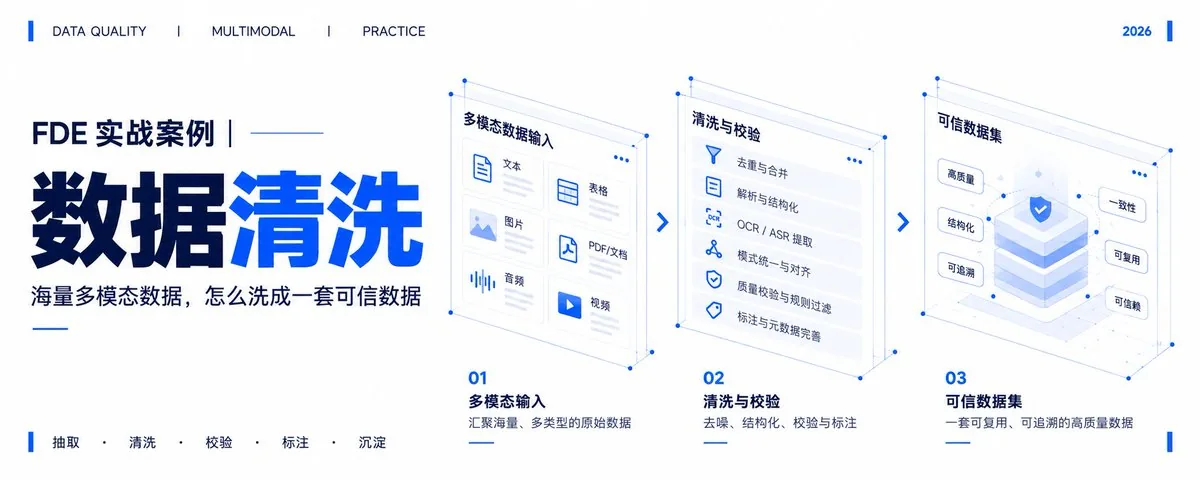 DATA QUALITY | MULTIMODAL | PRACTICE
2026
FDE 实战案例 |
数据清洗
海量多模态数据，怎么洗成一套可信数据
多模态数据输入
文本
表格
图片
PDF/文档
音频
视频
01
多模态输入
汇聚海量、多类型的原始数据
清洗与校验
去重与合并
解析与结构化
OCR
OCR / ASR 提取
模式统一与对齐
质量校验与规则过滤
标注与元数据完善
02
清洗与校验
去噪、结构化、校验与标注
可信数据集
高质量
结构化
可追溯
一致性
可复用
可信赖
03
可信数据集
一套可复用、可追溯的高质量数据
抽取 · 清洗 · 校验 · 标注 · 沉淀